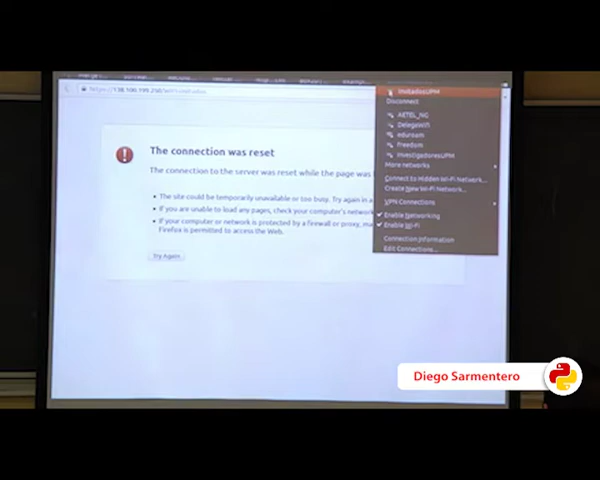 InvitadosUPM
Disconnect
AETEL_NG
DelegaWifi
eduroam
freedom
InvestigadoresUPM
More networks
Connect to Hidden Wi-Fi Network...
Create New Wi-Fi Network...
VPN Connections
Enable Networking
Enable Wi-Fi
Connection Information
Edit Connections...
The connection was reset
The connection to the server was reset while the page was
The site could be temporarily unavailable or too busy. Try again in a
If you are unable to load any pages, check your computer's network
If your computer or network is protected by a firewall or proxy, ma
Firefox is permitted to access the Web.
Try Again
Diego Sarmentero